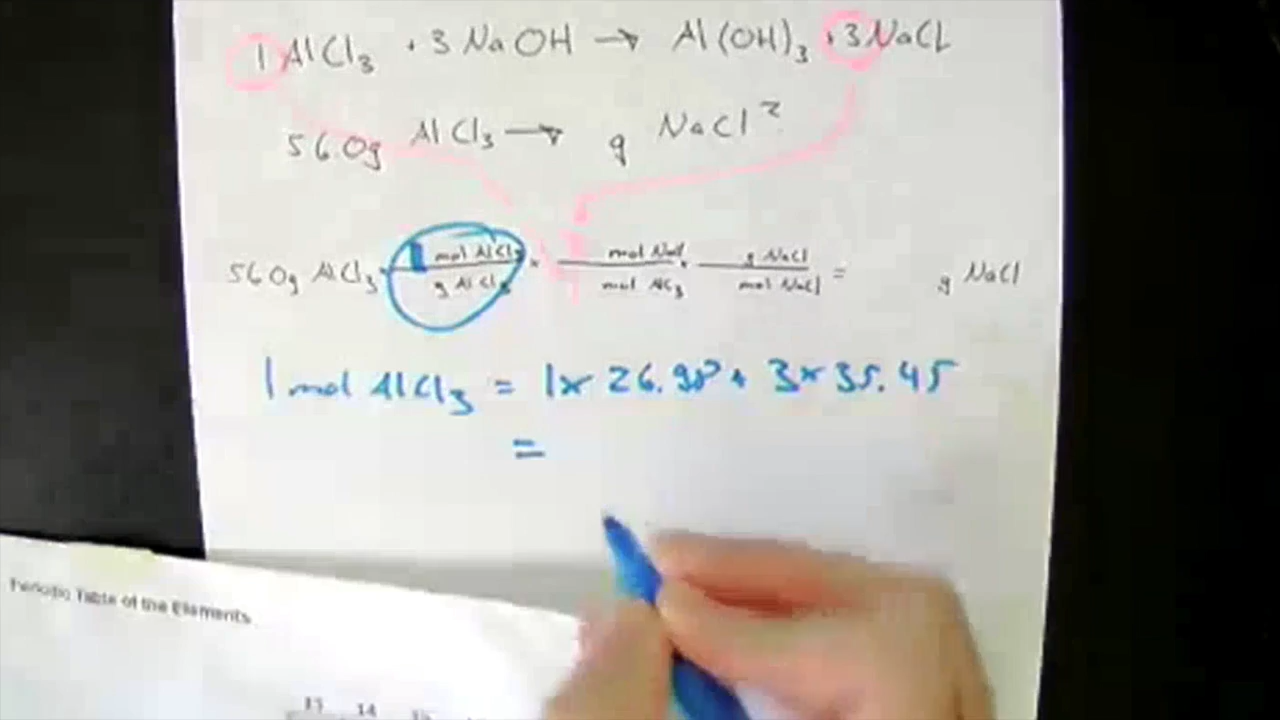 1 AlCl3 + 3 NaOH → Al(OH)3 + 3NaCl
56.0g AlCl3 → g NaCl ?
56.0g AlCl3 · 1 mol AlCl3 / g AlCl3 · mol NaCl / mol AlCl3 · g NaCl / mol NaCl = g NaCl
1 mol AlCl3 = 1 × 26.98 + 3 × 35.45
=
Periodic Table of the Elements
13 14